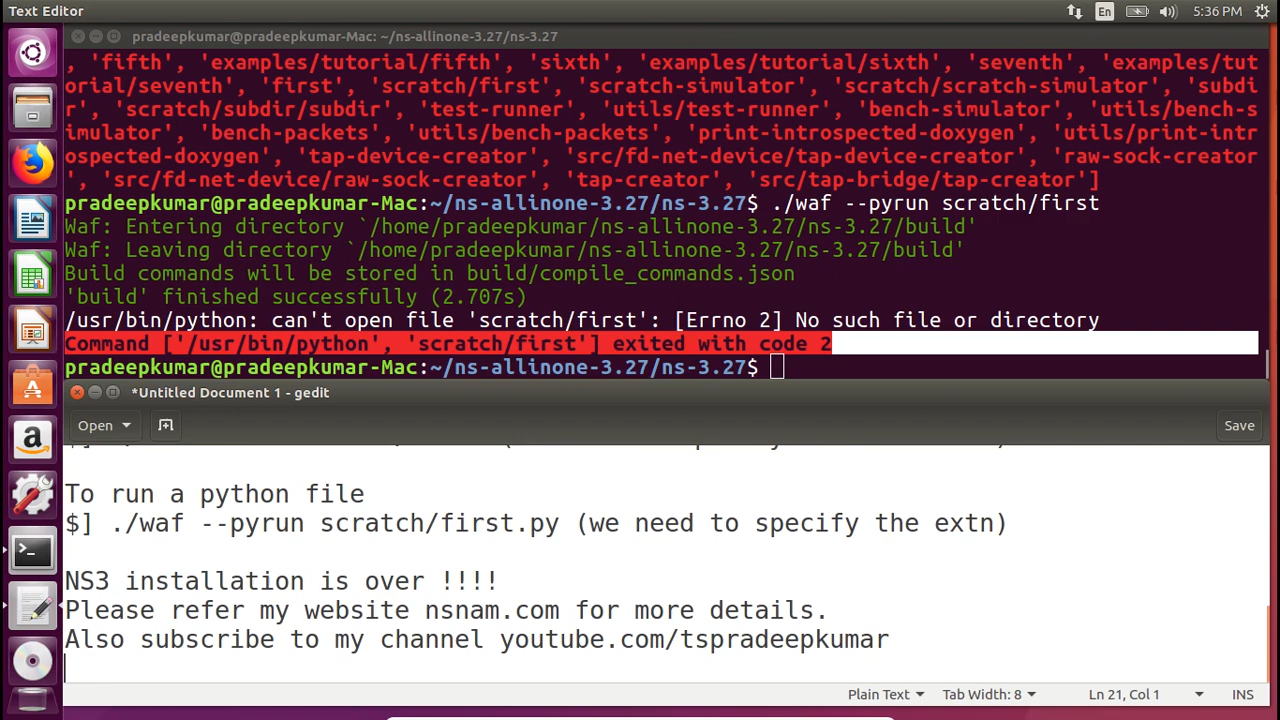 Text Editor
En
5:36 PM
pradeepkumar@pradeepkumar-Mac: ~/ns-allinone-3.27/ns-3.27
, 'fifth', 'examples/tutorial/fifth', 'sixth', 'examples/tutorial/sixth', 'seventh', 'examples/tut
orial/seventh', 'first', 'scratch/first', 'scratch-simulator', 'scratch/scratch-simulator', 'subdi
r', 'scratch/subdir/subdir', 'test-runner', 'utils/test-runner', 'bench-simulator', 'utils/bench-s
imulator', 'bench-packets', 'utils/bench-packets', 'print-introspected-doxygen', 'utils/print-intr
ospected-doxygen', 'tap-device-creator', 'src/fd-net-device/tap-device-creator', 'raw-sock-creator
', 'src/fd-net-device/raw-sock-creator', 'tap-creator', 'src/tap-bridge/tap-creator']
pradeepkumar@pradeepkumar-Mac:~/ns-allinone-3.27/ns-3.27$ ./waf --pyrun scratch/first
Waf: Entering directory `/home/pradeepkumar/ns-allinone-3.27/ns-3.27/build'
Waf: Leaving directory `/home/pradeepkumar/ns-allinone-3.27/ns-3.27/build'
Build commands will be stored in build/compile_commands.json
'build' finished successfully (2.707s)
/usr/bin/python: can't open file 'scratch/first': [Errno 2] No such file or directory
Command ['/usr/bin/python', 'scratch/first'] exited with code 2
pradeepkumar@pradeepkumar-Mac:~/ns-allinone-3.27/ns-3.27$
*Untitled Document 1 - gedit
Open
Save
To run a python file
$] ./waf --pyrun scratch/first.py (we need to specify the extn)
NS3 installation is over !!!!
Please refer my website nsnam.com for more details.
Also subscribe to my channel youtube.com/tspradeepkumar
Plain Text
Tab Width: 8
Ln 21, Col 1
INS